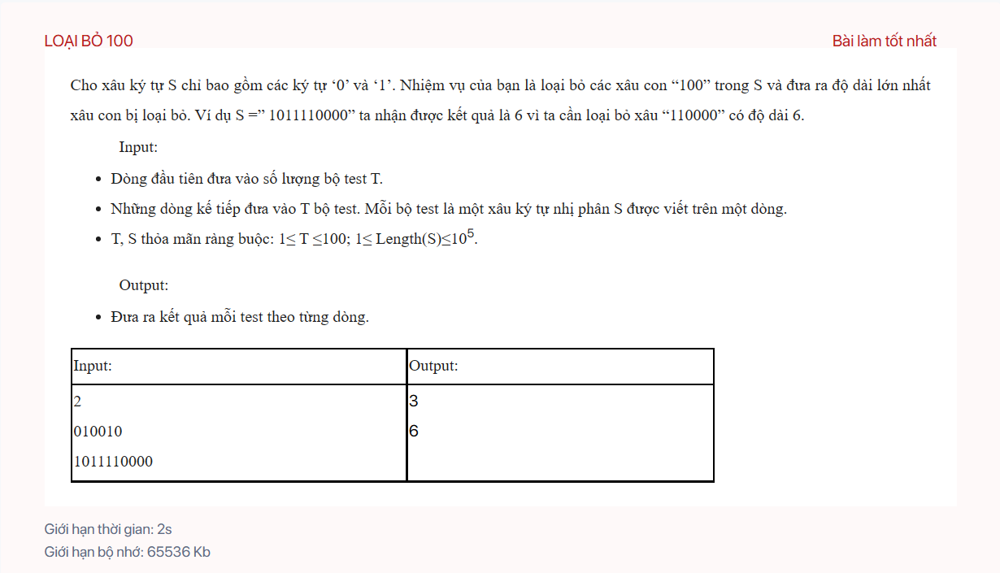 LOẠI BỎ 100
Bài làm tốt nhất
Cho xâu ký tự S chỉ bao gồm các ký tự ‘0’ và ‘1’. Nhiệm vụ của bạn là loại bỏ các xâu con “100” trong S và đưa ra độ dài lớn nhất
xâu con bị loại bỏ. Ví dụ S =” 1011110000” ta nhận được kết quả là 6 vì ta cần loại bỏ xâu “110000” có độ dài 6.
Input:
• Dòng đầu tiên đưa vào số lượng bộ test T.
• Những dòng kế tiếp đưa vào T bộ test. Mỗi bộ test là một xâu ký tự nhị phân S được viết trên một dòng.
• T, S thỏa mãn ràng buộc: 1≤ T ≤100; 1≤ Length(S)≤10⁵.
Output:
• Đưa ra kết quả mỗi test theo từng dòng.
Input: Output:
2 3
010010 6
1011110000
Giới hạn thời gian: 2s
Giới hạn bộ nhớ: 65536 Kb